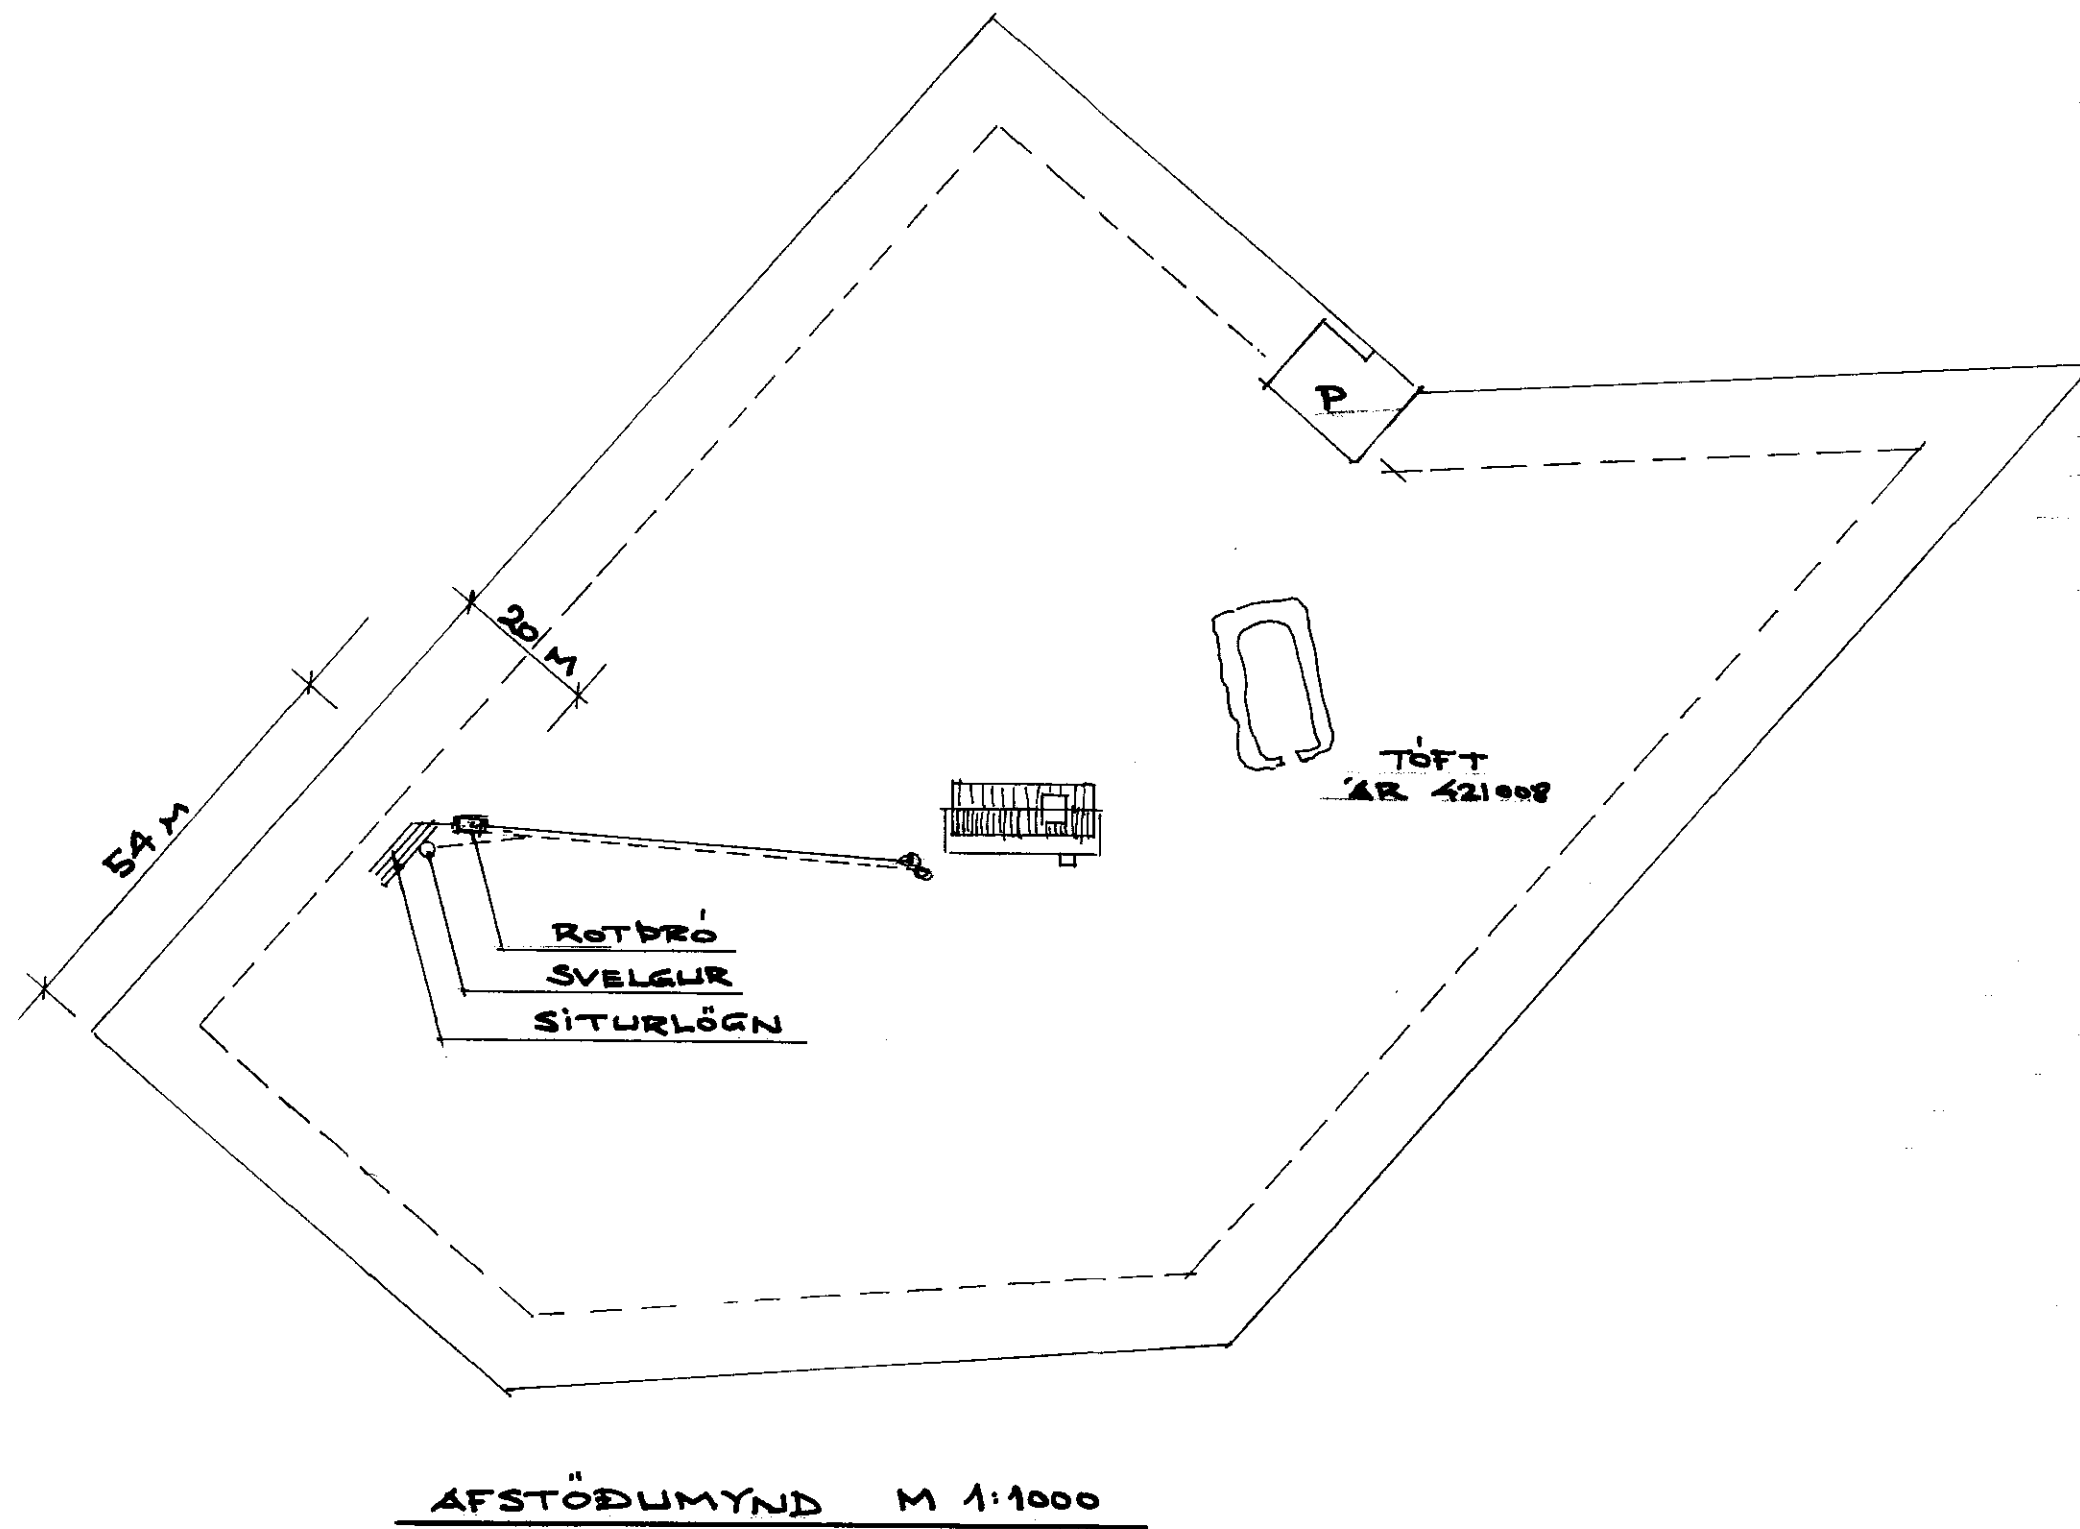 P
20 M
54 M
TÓFT
ÁR 421008
ROTÞRÓ
SVELGUR
SITURLÖGN
AFSTÖÐUMYND M 1:1000